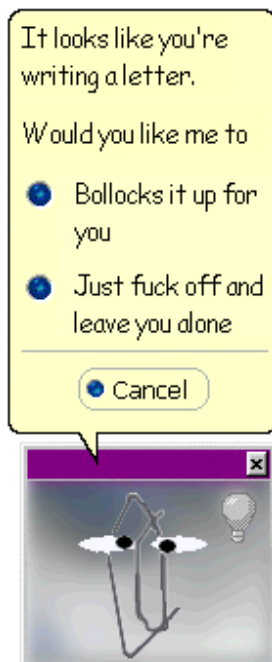 It looks like you're
writing a letter.
Would you like me to
Bollocks it up for
you
Just fuck off and
leave you alone
Cancel